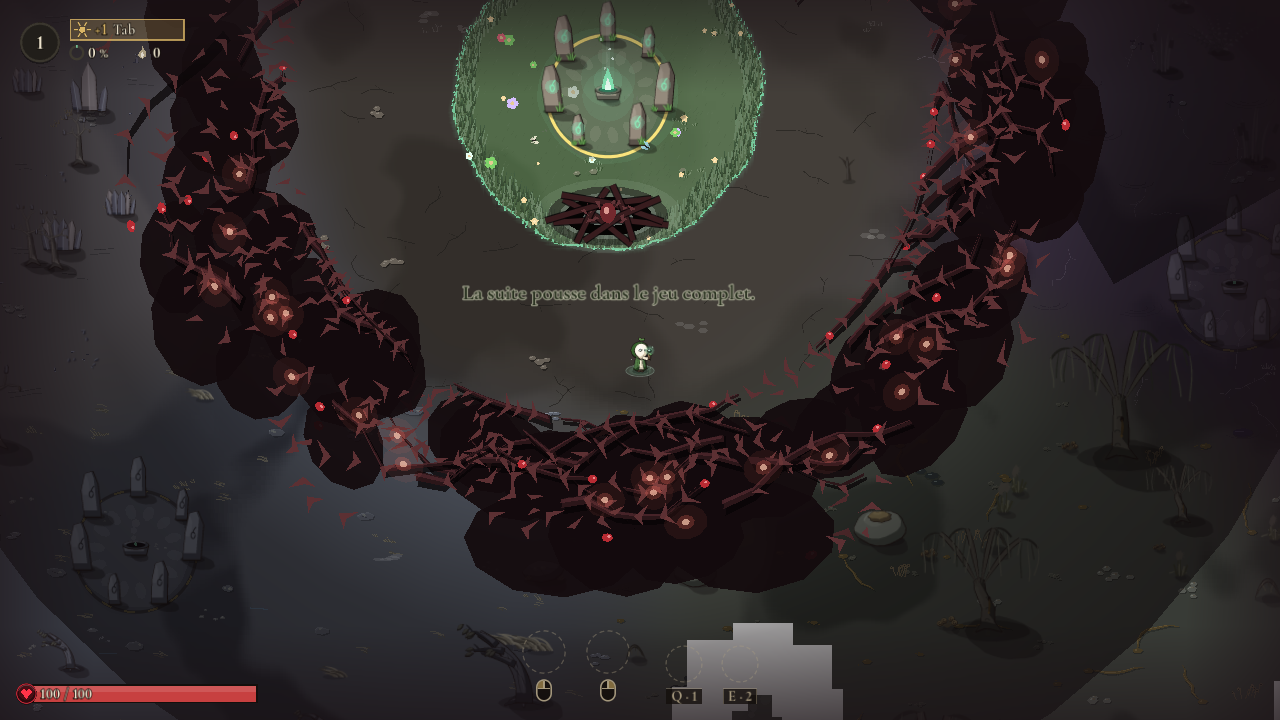 1
+1 Tab
0 %
0
La suite pousse dans le jeu complet.
100 / 100
Q · 1
E · 2